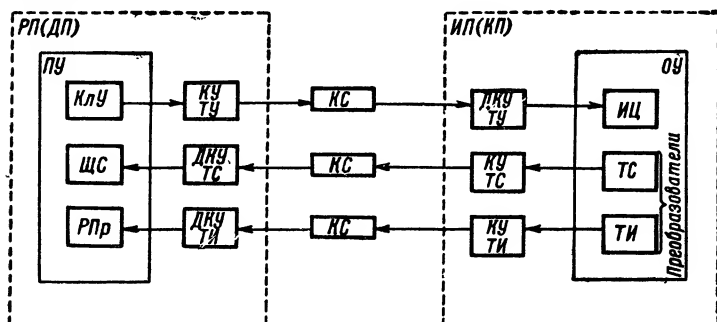 РП(ДП)
ИП(КП)
ПУ
ОУ
КлУ
КУ
ТУ
КС
ДКУ
ТУ
ИЦ
ЩС
ДКУ
ТС
КС
КУ
ТС
ТС
РПр
ДКУ
ТИ
КС
КУ
ТИ
ТИ
Преобразователи